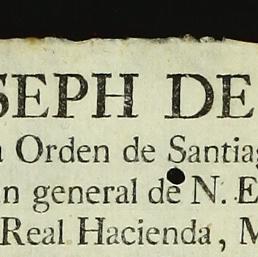 SEPH DE
a Orden de Santia
n general de N. E
Real Hacienda, M